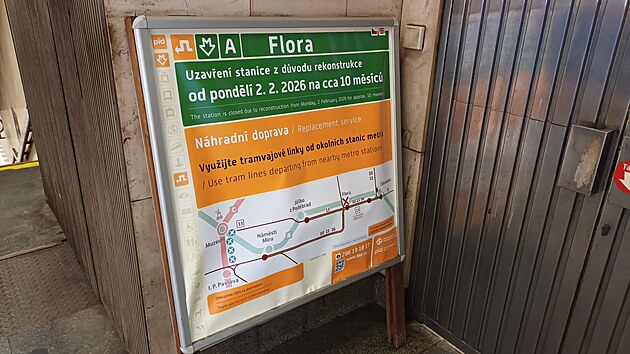 pid A Flora
Uzavření stanice z důvodu rekonstrukce
od pondělí 2. 2. 2026 na cca 10 měsíců
The station is closed due to reconstruction from Monday, 2 February 2026 for approx. 10 months
Náhradní doprava / Replacement service:
Využijte tramvajové linky od okolních stanic metra
/ Use tram lines departing from nearby metro stations
Flora
Jiřího
z Poděbrad
13
Muzeum
Náměstí
Míru
I. P. Pavlova
pid